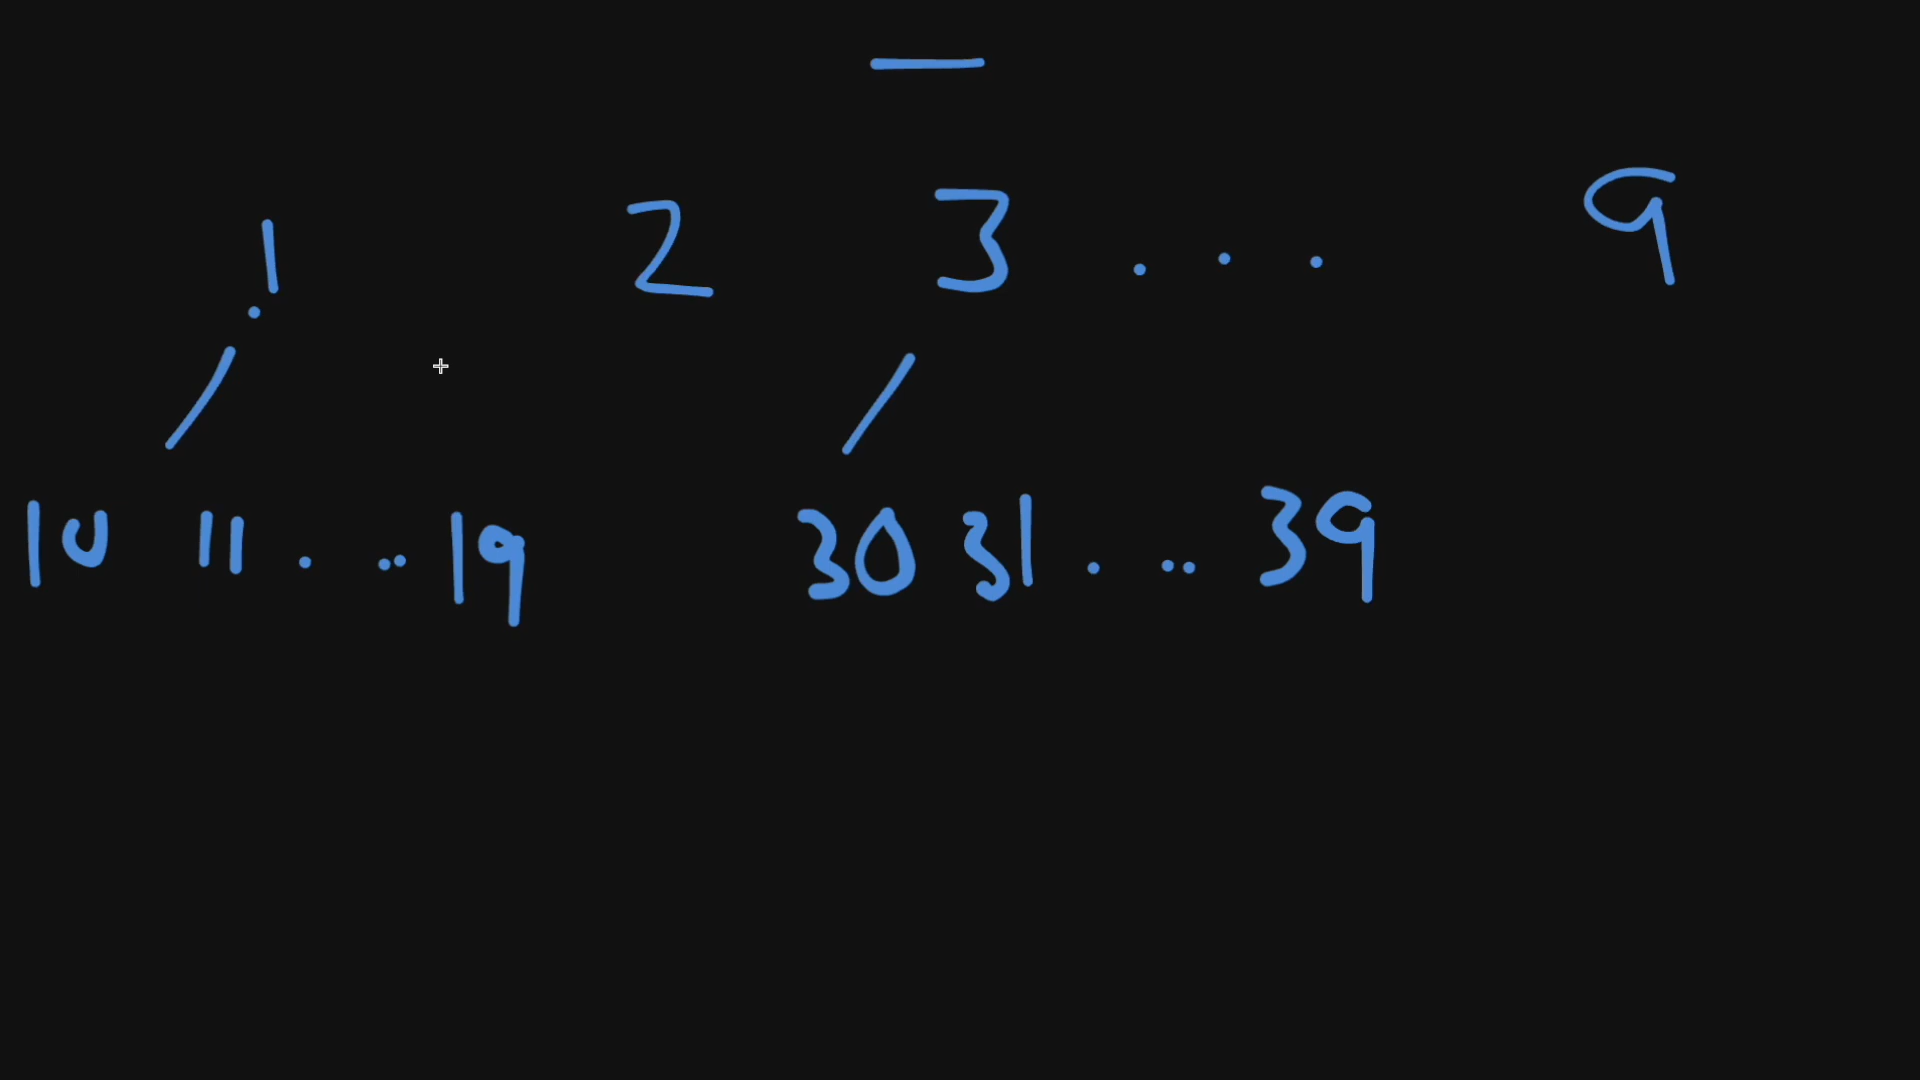 1 2 3 . . . 9
10 11 . .. 19 30 31 . .. 39